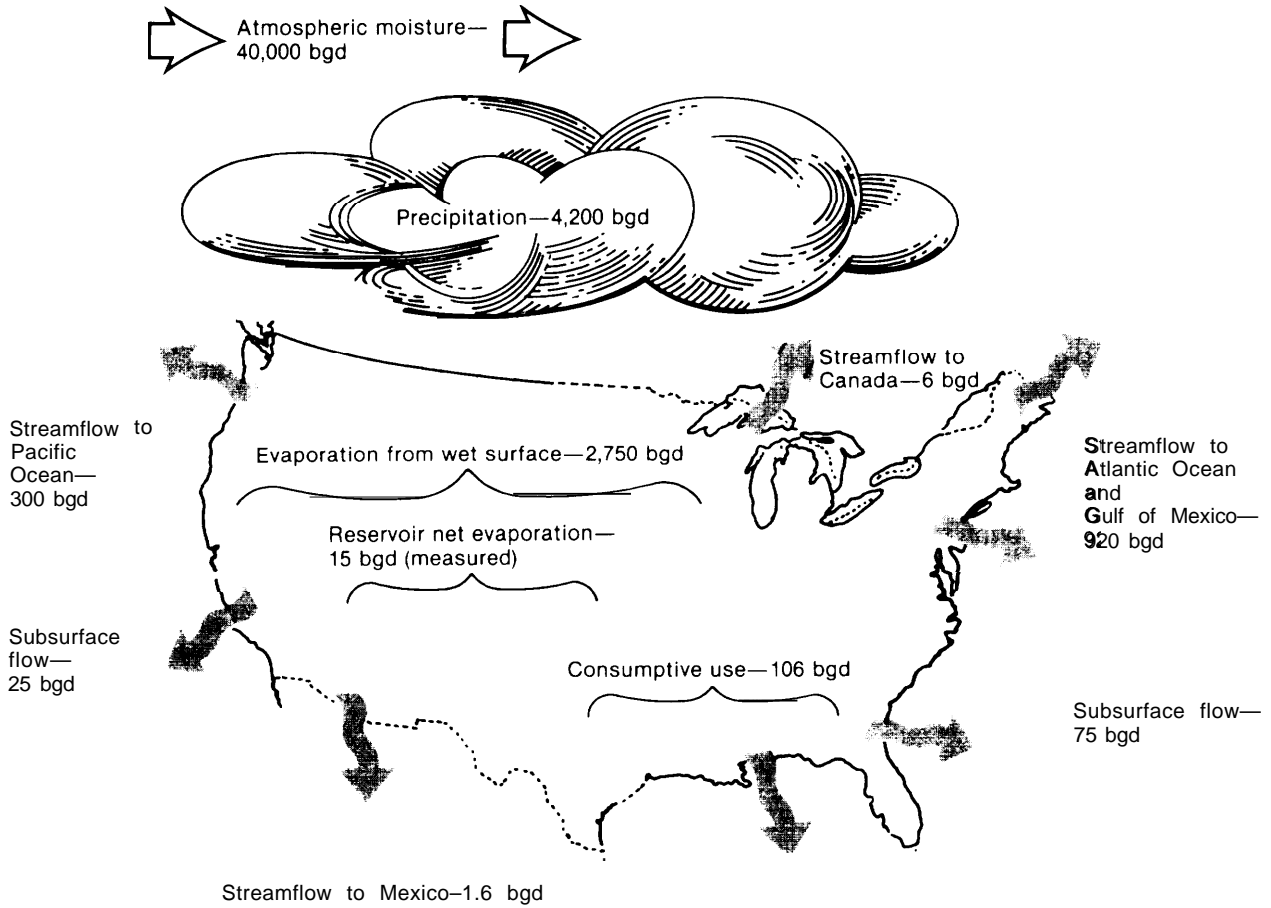 Atmospheric moisture—
40,000 bgd
Precipitation—4,200 bgd
Streamflow to
Canada—6 bgd
Streamflow to
Pacific
Ocean—
300 bgd
Evaporation from wet surface—2,750 bgd
Streamflow to
Atlantic Ocean
and
Gulf of Mexico—
920 bgd
Reservoir net evaporation—
15 bgd (measured)
Subsurface
flow—
25 bgd
Consumptive use—106 bgd
Subsurface flow—
75 bgd
Streamflow to Mexico–1.6 bgd